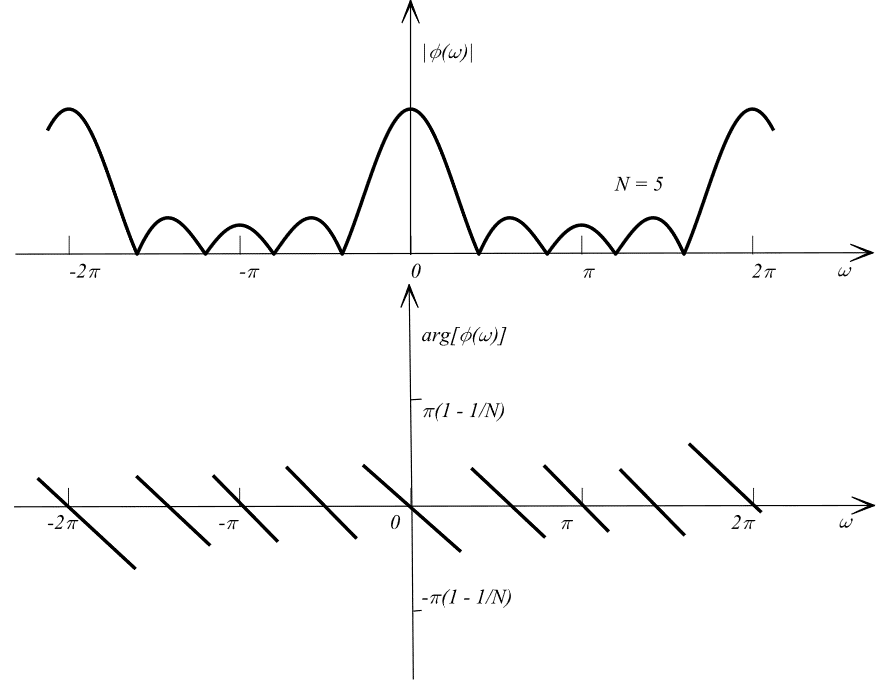 |ϕ(ω)|
N = 5
-2π -π 0 π 2π ω
arg[ϕ(ω)]
π(1 - 1/N)
-2π -π 0 π 2π ω
-π(1 - 1/N)